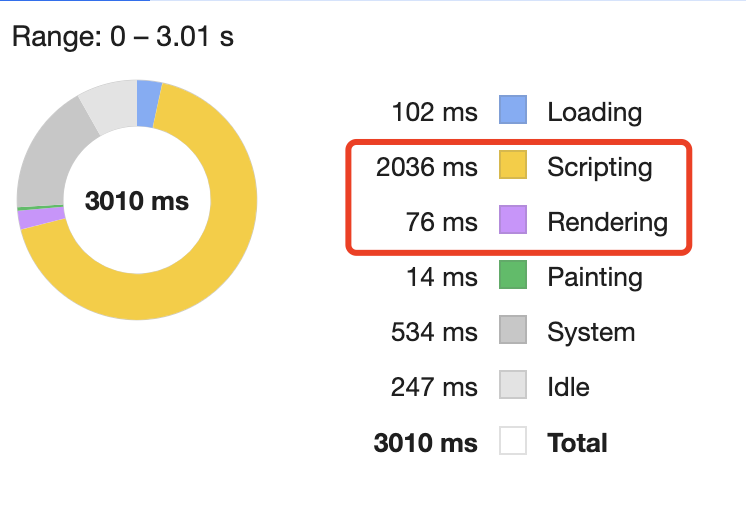 Range: 0 – 3.01 s
3010 ms
102 ms Loading
2036 ms Scripting
76 ms Rendering
14 ms Painting
534 ms System
247 ms Idle
3010 ms Total